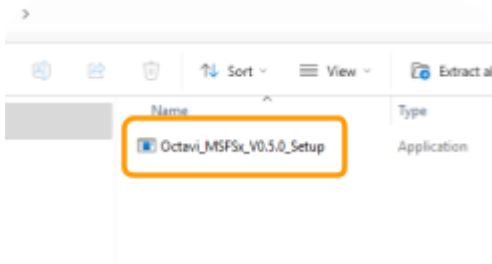 Sort
View
Extract al
Name
Type
Octavi_MSFSx_V0.5.0_Setup
Application